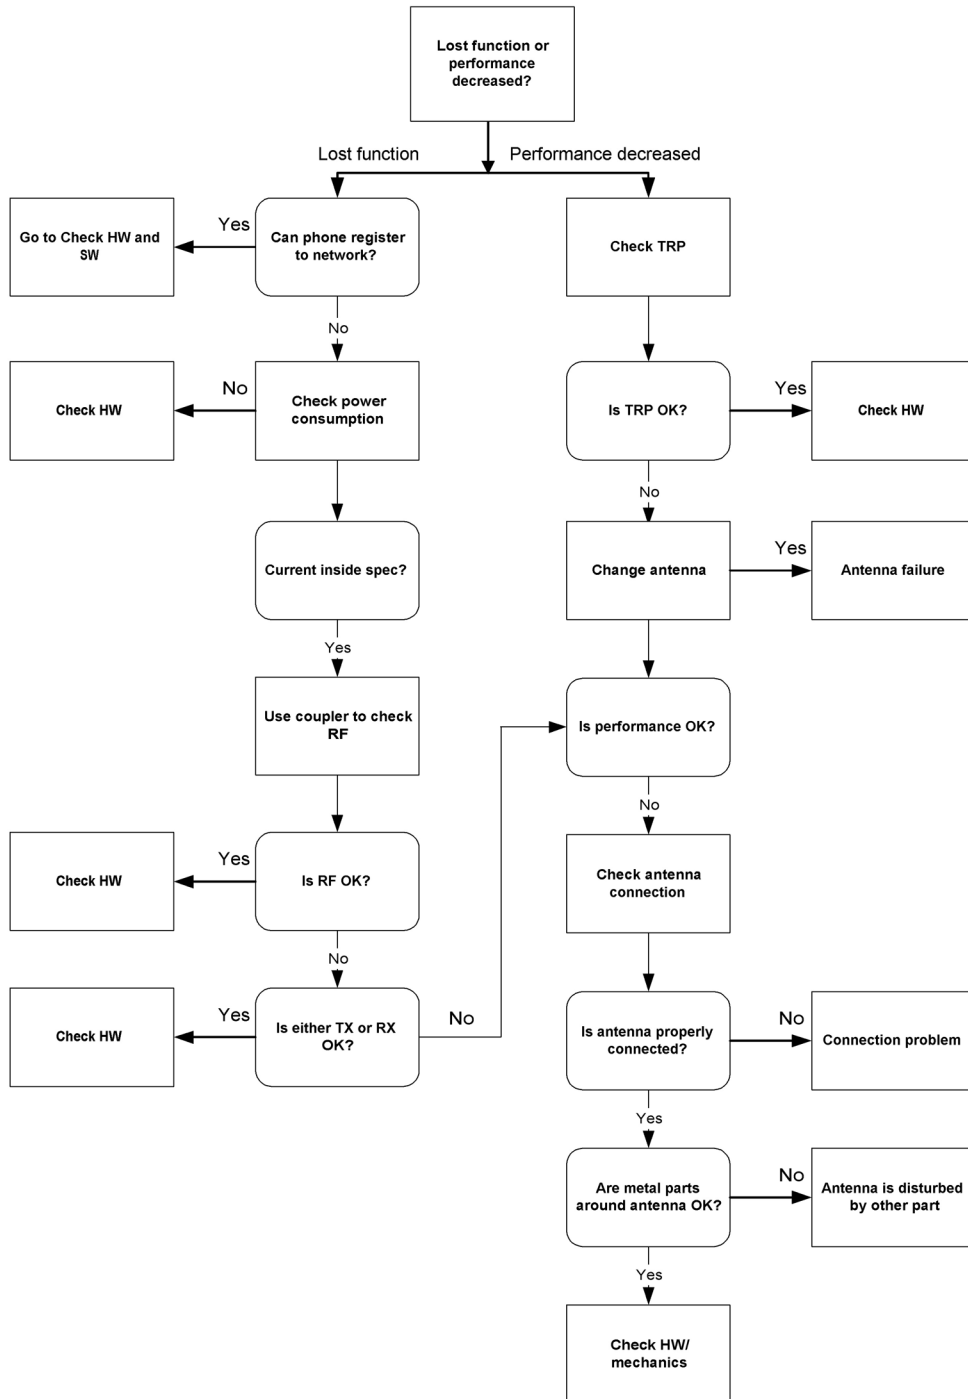 Lost function or
performance
decreased?
Lost function
Performance decreased
Go to Check HW and
SW
Yes
Can phone register
to network?
Check TRP
No
Check HW
No
Check power
consumption
Is TRP OK?
Yes
Check HW
No
Current inside spec?
Change antenna
Yes
Antenna failure
Yes
Use coupler to check
RF
Is performance OK?
No
Check HW
Yes
Is RF OK?
Check antenna
connection
No
Check HW
Yes
Is either TX or RX
OK?
No
Is antenna properly
connected?
No
Connection problem
Yes
Are metal parts
around antenna OK?
No
Antenna is disturbed
by other part
Yes
Check HW/
mechanics